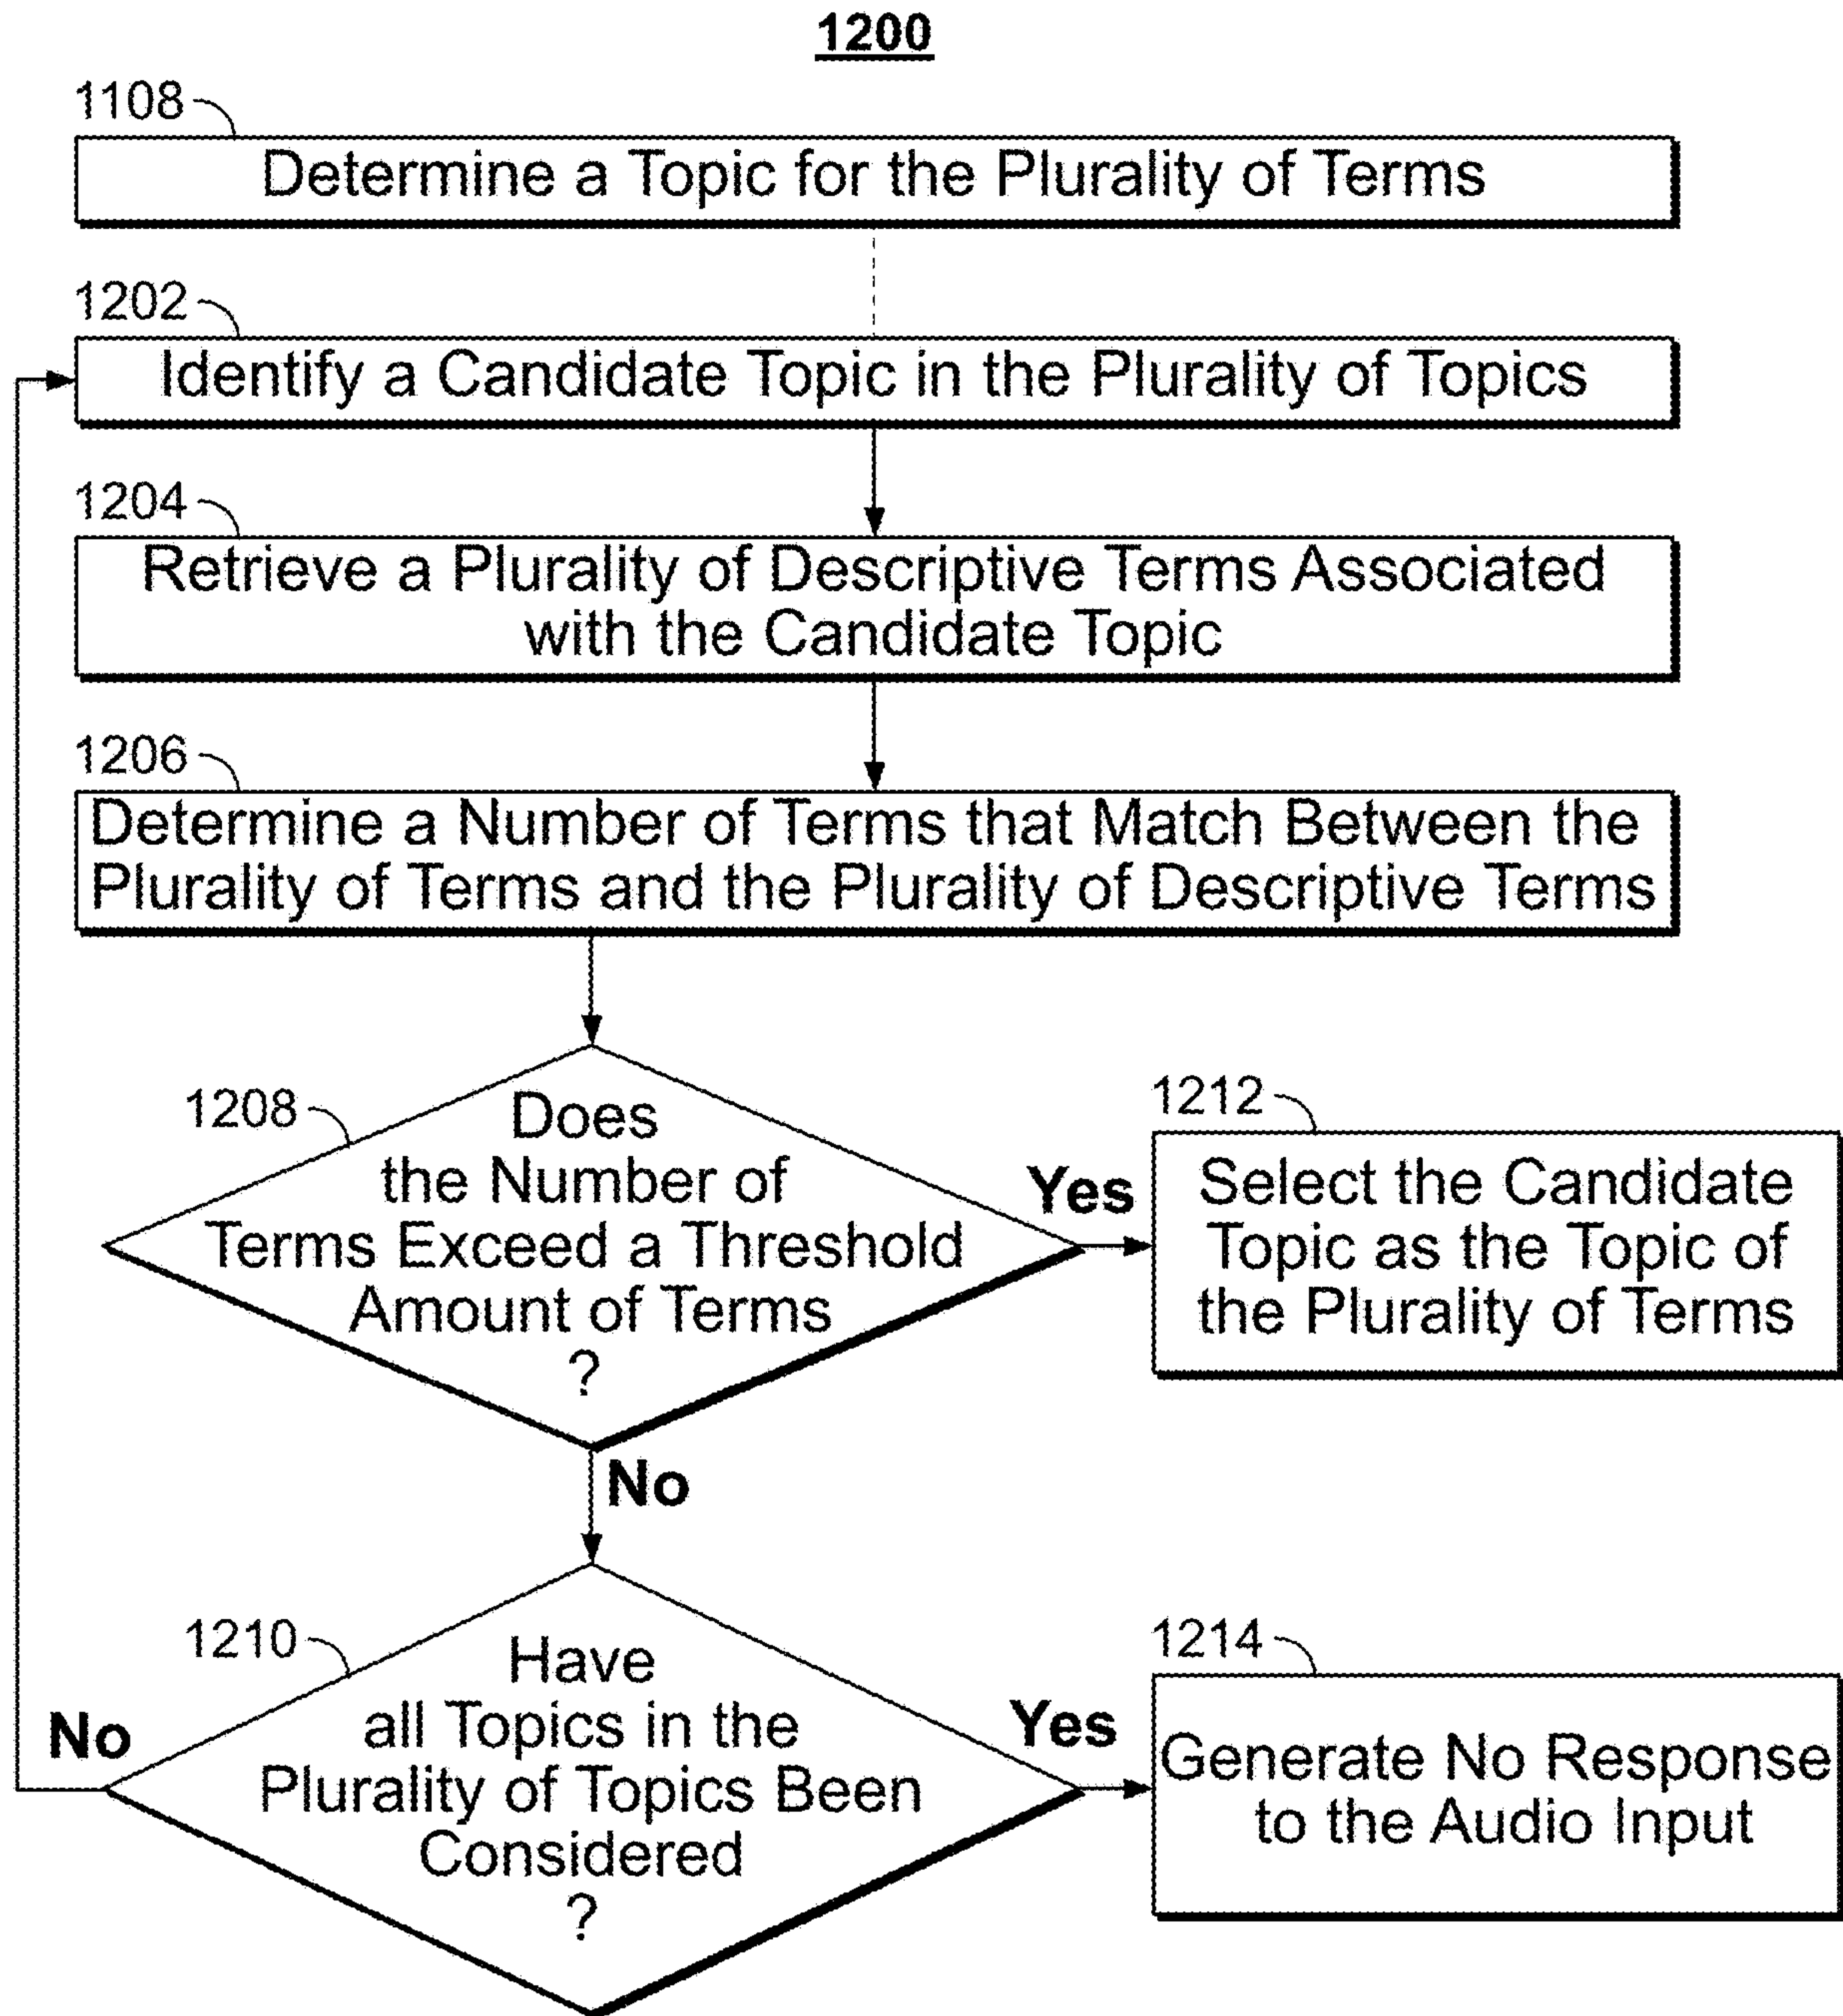 1200
1108
Determine a Topic for the Plurality of Terms
1202
Identify a Candidate Topic in the Plurality of Topics
1204
Retrieve a Plurality of Descriptive Terms Associated
with the Candidate Topic
1206
Determine a Number of Terms that Match Between the
Plurality of Terms and the Plurality of Descriptive Terms
1208
Does
the Number of
Terms Exceed a Threshold
Amount of Terms
?
Yes
1212
Select the Candidate
Topic as the Topic of
the Plurality of Terms
No
1210
Have
all Topics in the
Plurality of Topics Been
Considered
?
No
Yes
1214
Generate No Response
to the Audio Input